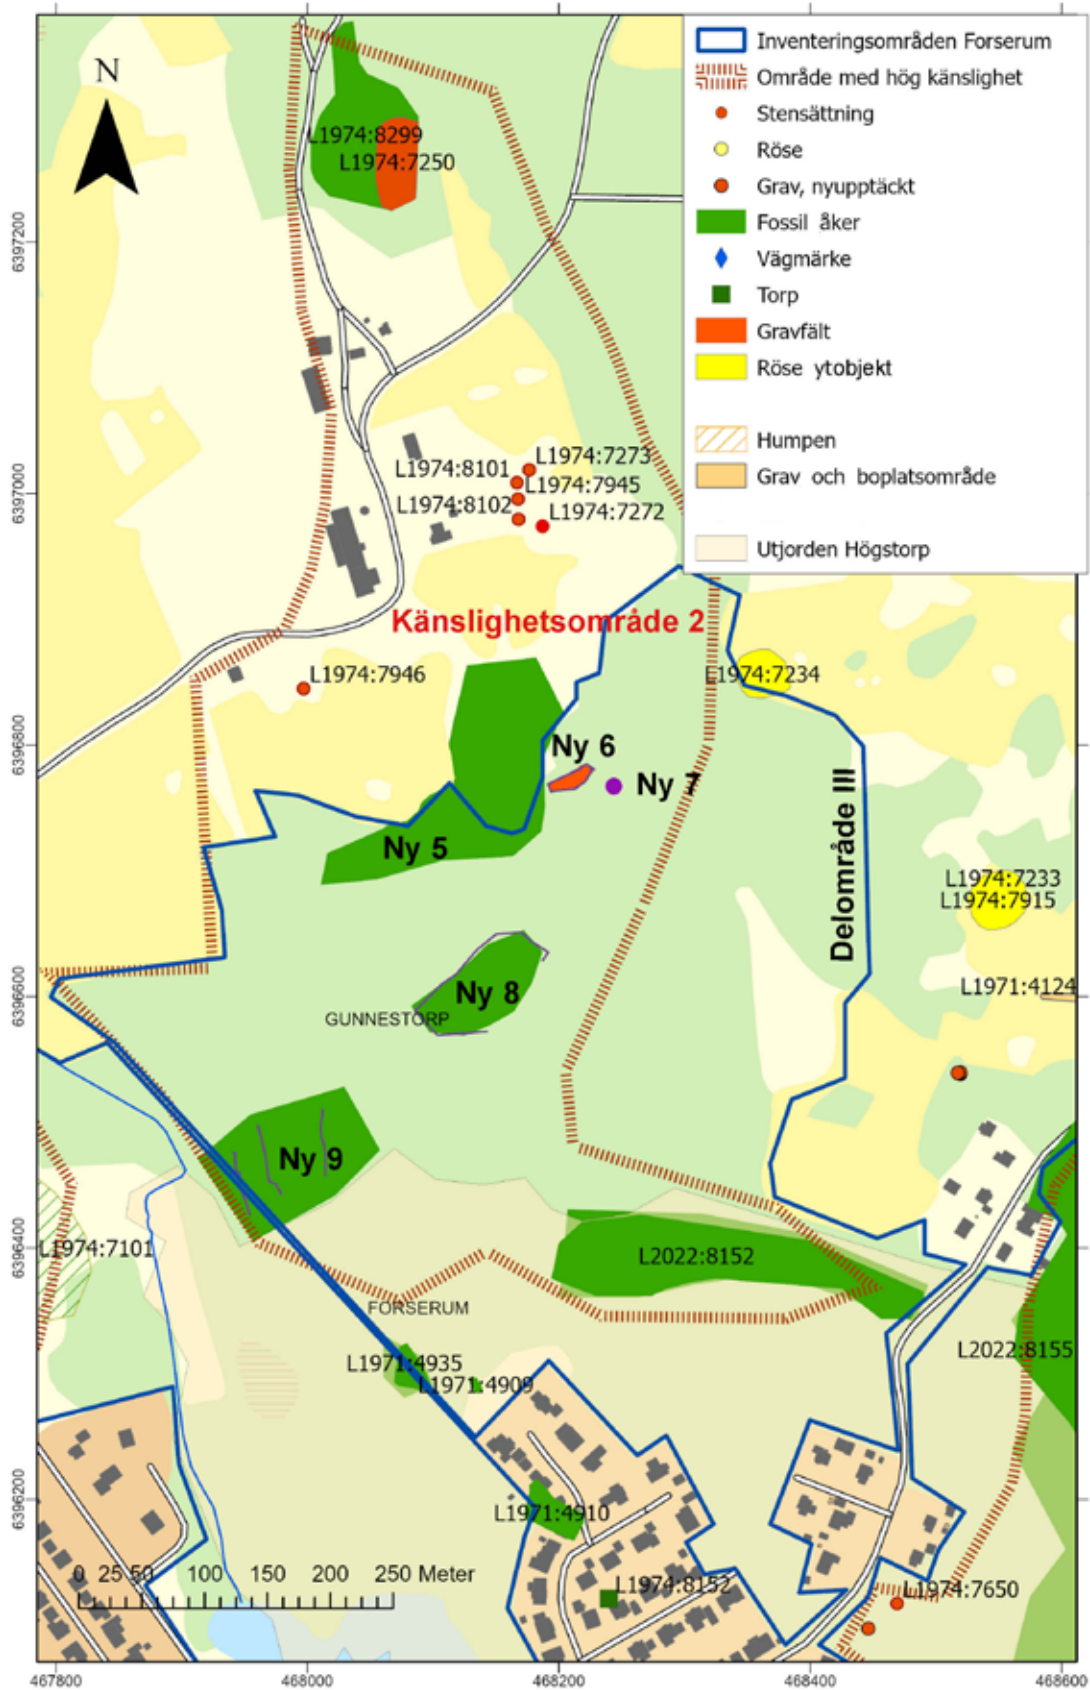 N
Inventeringsområden Forserum
Område med hög känslighet
Stensättning
Röse
Grav, nyupptäckt
Fossil åker
Vägmärke
Torp
Gravfält
Röse ytobjekt
Humpen
Grav och boplatsområde
Utjorden Högstorp
L1974:8299
L1974:7250
6397200
L1974:7273
L1974:8101
L1974:7945
L1974:8102
L1974:7272
6397000
Känslighetsområde 2
L1974:7946
L1974:7234
6396800
Ny 6
Ny 7
Delområde III
Ny 5
L1974:7233
L1974:7915
L1971:4124
6396600
Ny 8
GUNNESTORP
Ny 9
L1974:7101
6396400
L2022:8152
FORSERUM
L2022:8155
L1971:4935
L1971:4909
6396200
L1971:4910
0 25 50 100 150 200 250 Meter
L1974:8152
L1974:7650
467800 468000 468200 468400 468600